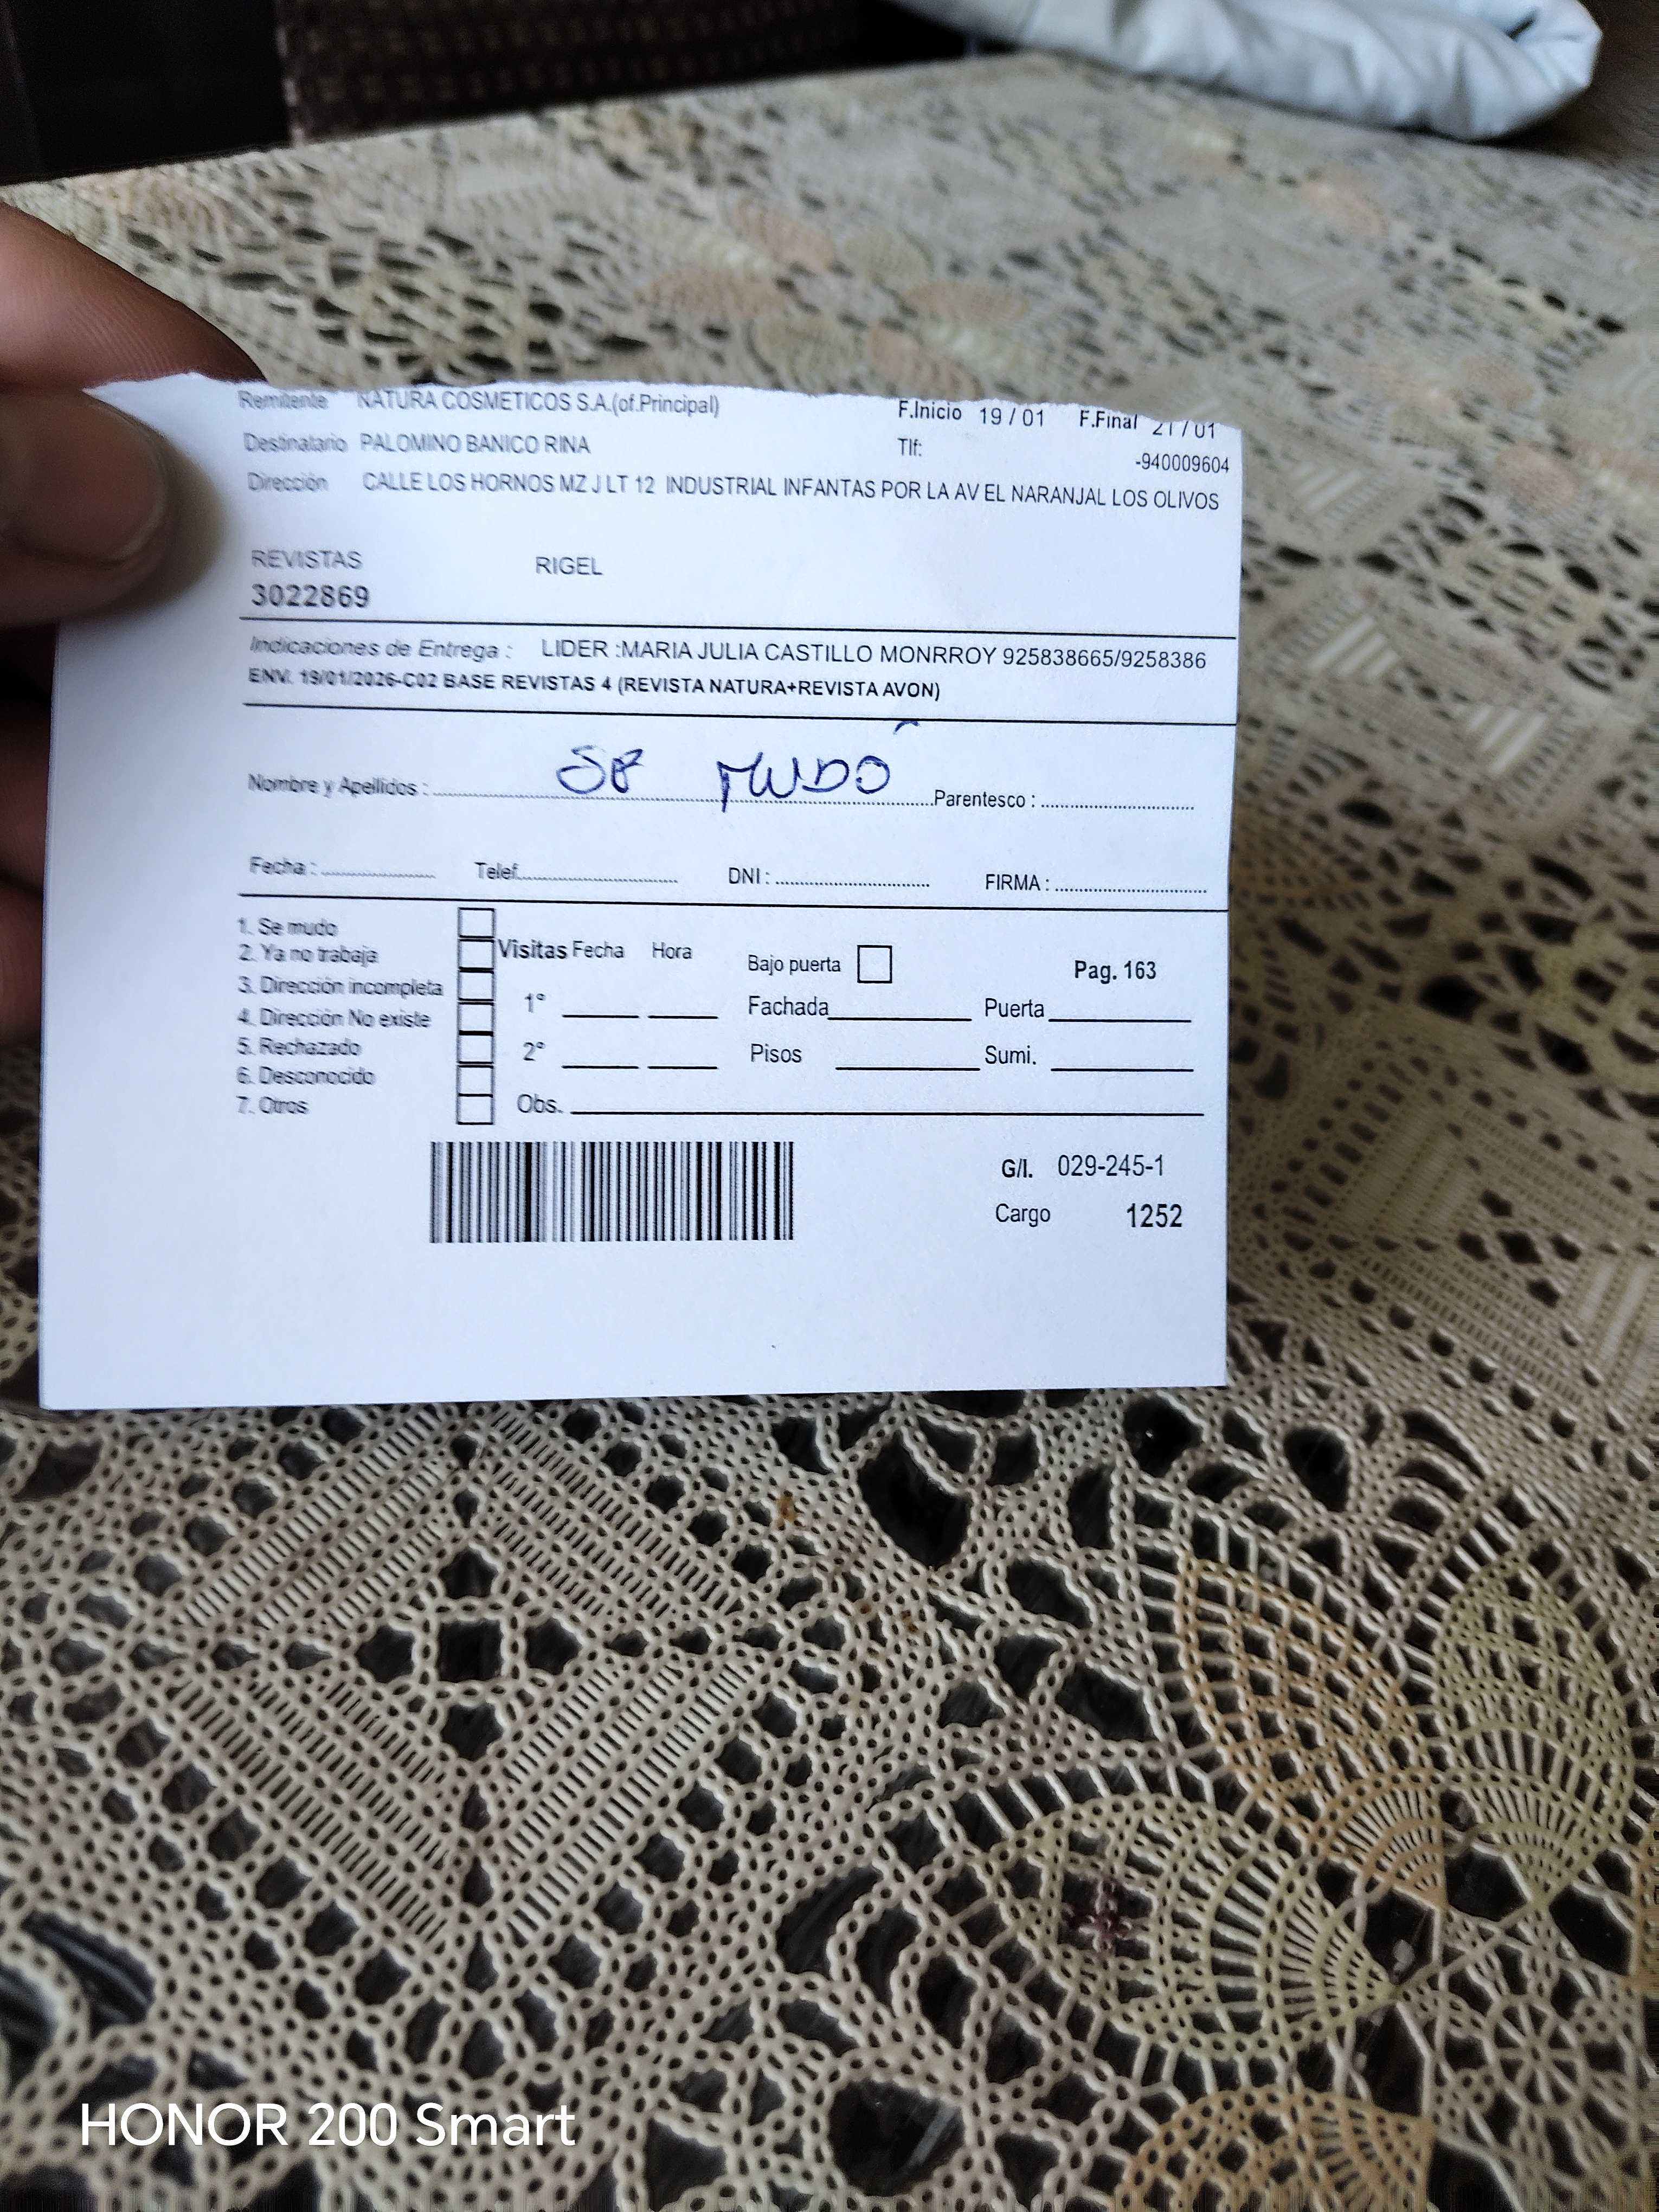 Remitente NATURA COSMETICOS S.A.(of.Principal) F.Inicio 19 / 01 F.Final 21 / 01
Destinatario PALOMINO BANICO RINA Tlf: -940009604
Dirección CALLE LOS HORNOS MZ J LT 12 INDUSTRIAL INFANTAS POR LA AV EL NARANJAL LOS OLIVOS
REVISTAS RIGEL
3022869
Indicaciones de Entrega : LIDER :MARIA JULIA CASTILLO MONRROY 925838665/9258386
ENV. 19/01/2026-C02 BASE REVISTAS 4 (REVISTA NATURA+REVISTA AVON)
Nombre y Apellidos : SE MUDÓ Parentesco :
Fecha : Telef. DNI : FIRMA :
1. Se mudo
2. Ya no trabaja Visitas Fecha Hora Bajo puerta Pag. 163
3. Dirección incompleta 1° Fachada Puerta
4. Dirección No existe
5. Rechazado 2° Pisos Sumi.
6. Desconocido
7. Otros Obs.
G/I. 029-245-1
Cargo 1252
HONOR 200 Smart